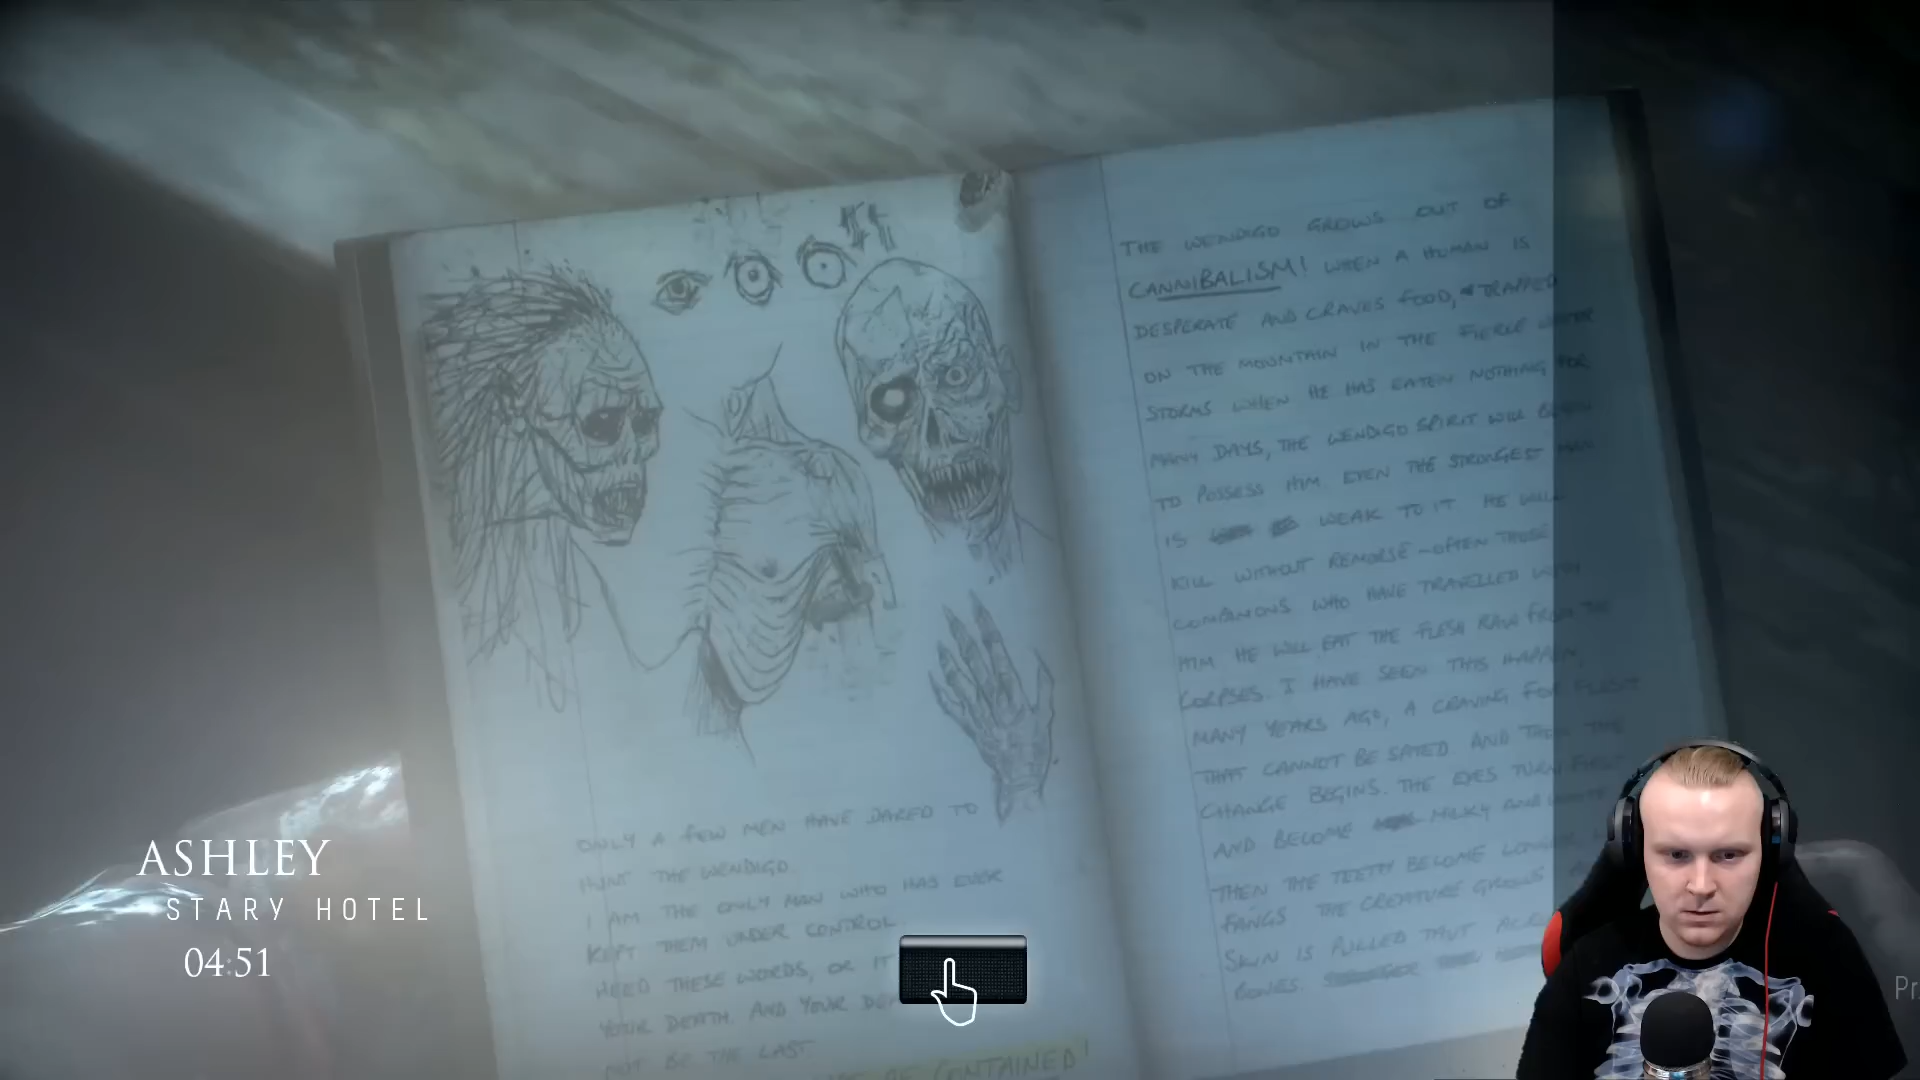 THE WENDIGO GROWS OUT OF
CANNIBALISM! WHEN A HUMAN IS
DESPERATE AND CRAVES FOOD, TRAPPED
ON THE MOUNTAIN IN THE FIERCE WINTER
STORMS WHEN HE HAS EATEN NOTHING FOR
MANY DAYS, THE WENDIGO SPIRIT WILL BEGIN
TO POSSESS HIM. EVEN THE STRONGEST MAN
IS WEAK TO IT. HE WILL
KILL WITHOUT REMORSE - OFTEN THOSE
COMPANIONS WHO HAVE TRAVELLED WITH
HIM. HE WILL EAT THE FLESH RAW FROM THE
CORPSES. I HAVE SEEN THIS HAPPEN
MANY YEARS AGO, A CRAVING FOR FLESH
THAT CANNOT BE SATED AND THEN THE
CHANGE BEGINS. THE EYES TURN FIRST
AND BECOME MILKY AND WHITE
THEN THE TEETH BECOME LONGER,
FANGS THE CREATURE GROWS
SKIN IS PULLED TAUT
BONES.
ONLY A FEW MEN HAVE DARED TO
HUNT THE WENDIGO
I AM THE ONLY MAN WHO HAS EVER
KEPT THEM UNDER CONTROL
HEED THESE WORDS, OR IT
YOUR DEATH. AND YOUR
NOT BE THE LAST
BE CONTAINED!
ASHLEY
STARY HOTEL
04:51
Pr